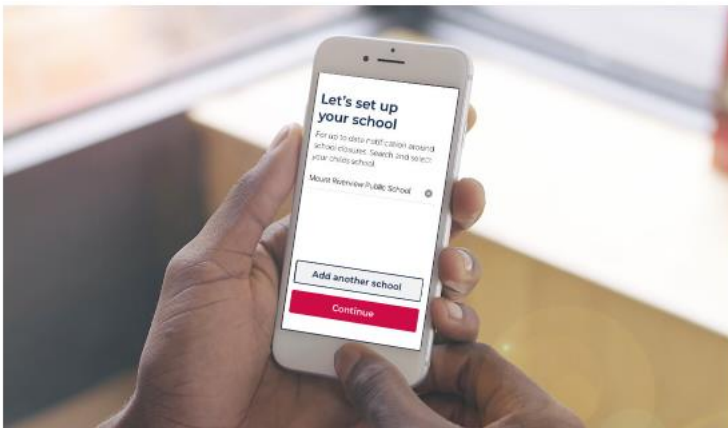 Let's set up
your school
For up to date notification around
school closures. Search and select
your childs school.
Mount Riverview Public School
Add another school
Continue